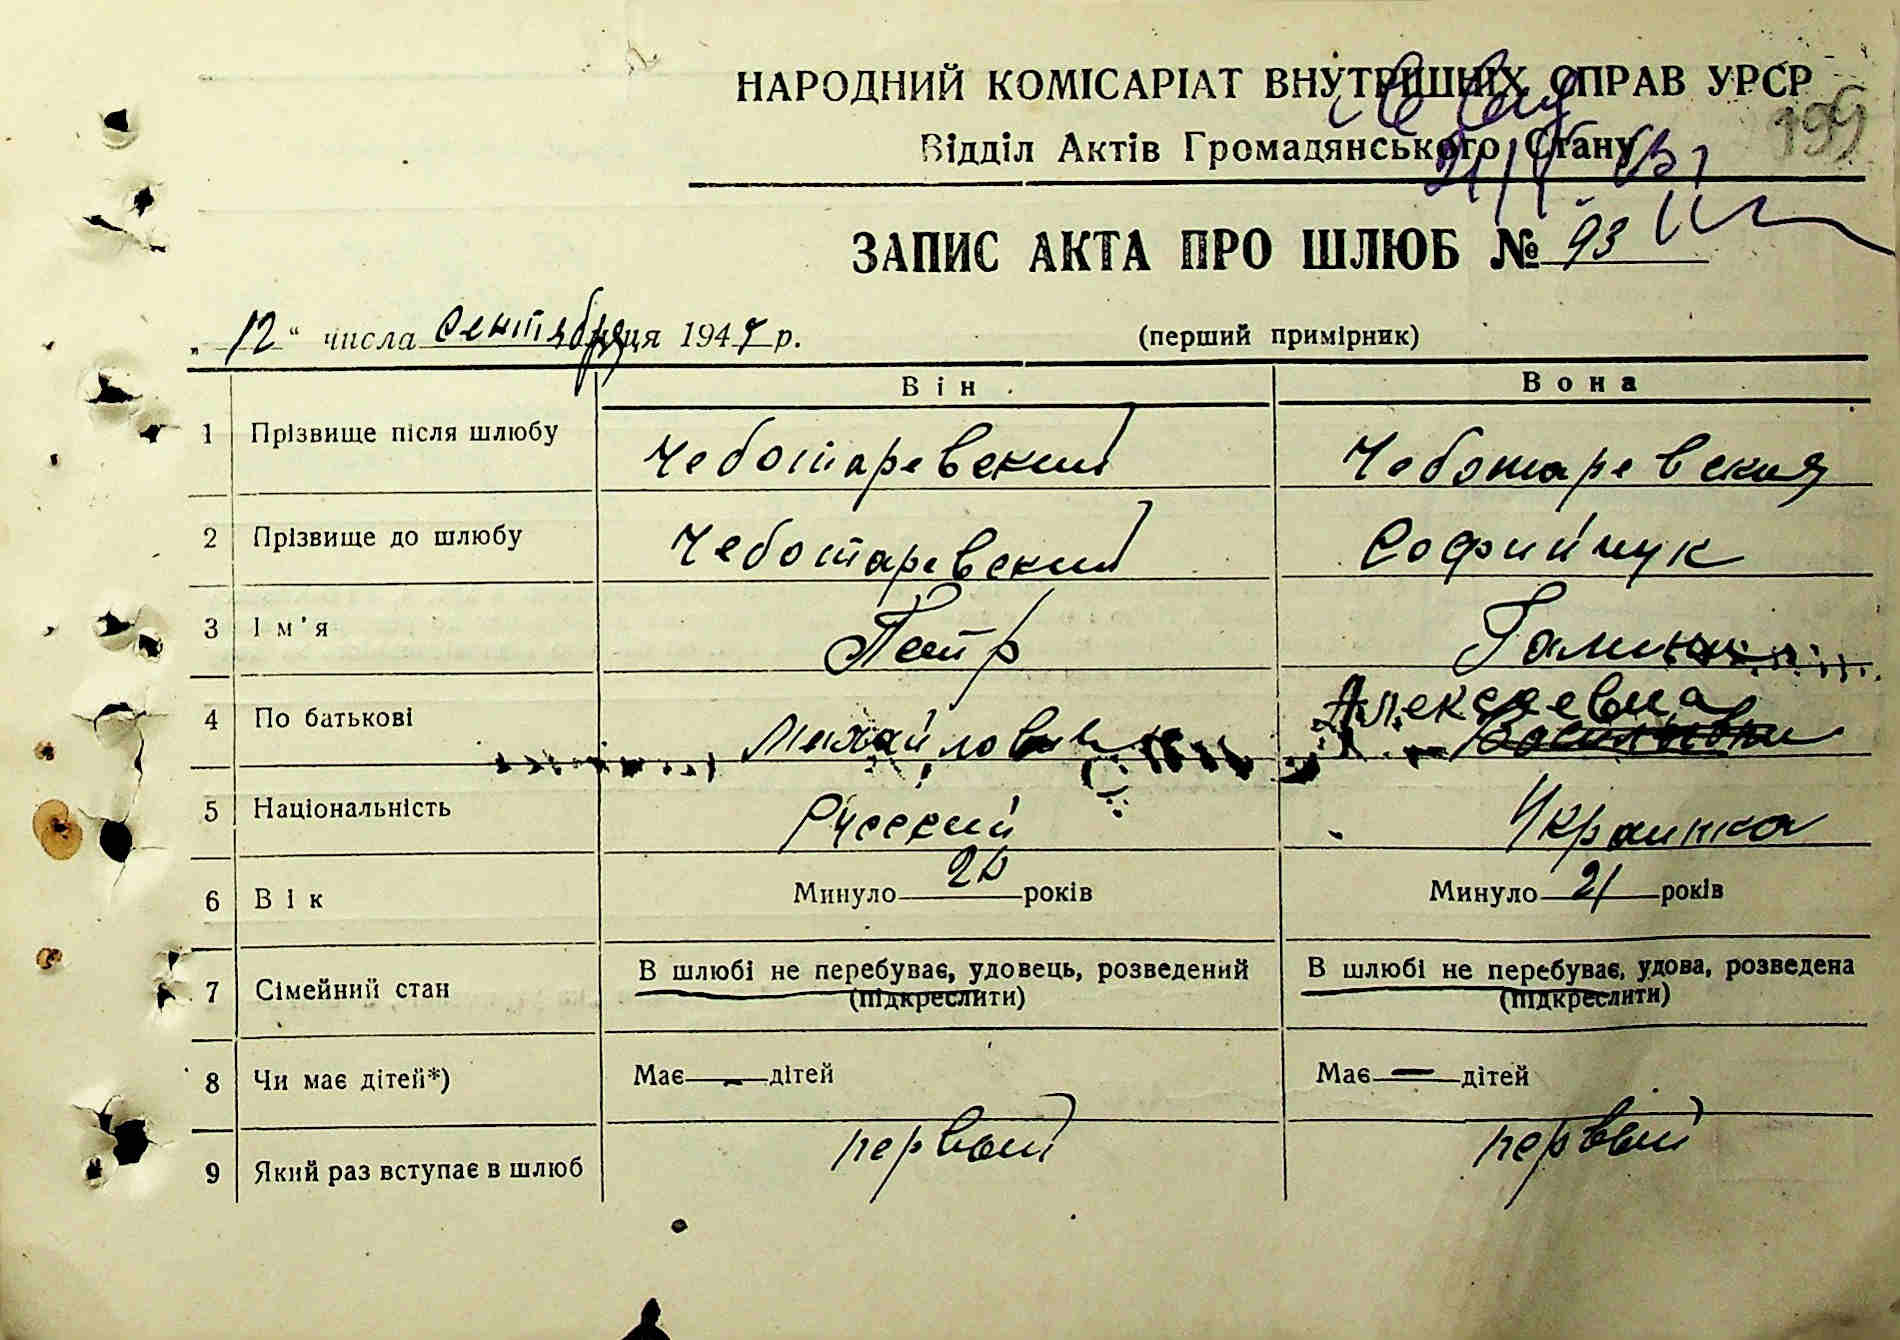 НАРОДНИЙ КОМІСАРІАТ ВНУТРІШНІХ СПРАВ УРСР
199
Відділ Актів Громадянського Стану
ЗАПИС АКТА ПРО ШЛЮБ № 93
„12“ числа сентября місяця 1947 р. (перший примірник)
Він Вона
1 Прізвище після шлюбу Чеботаревский Чеботаревская
2 Прізвище до шлюбу Чеботаревский Софийчук
3 Ім'я Петр Галина
4 По батькові Михайлович Алексеевна
5 Національність Русский Украинка
6 Вік Минуло років Минуло 21 років
7 Сімейний стан В шлюбі не перебуває, удовець, розведений В шлюбі не перебуває, удова, розведена
(підкреслити) (підкреслити)
8 Чи має дітей*) Має — дітей Має — дітей
9 Який раз вступає в шлюб первый первый